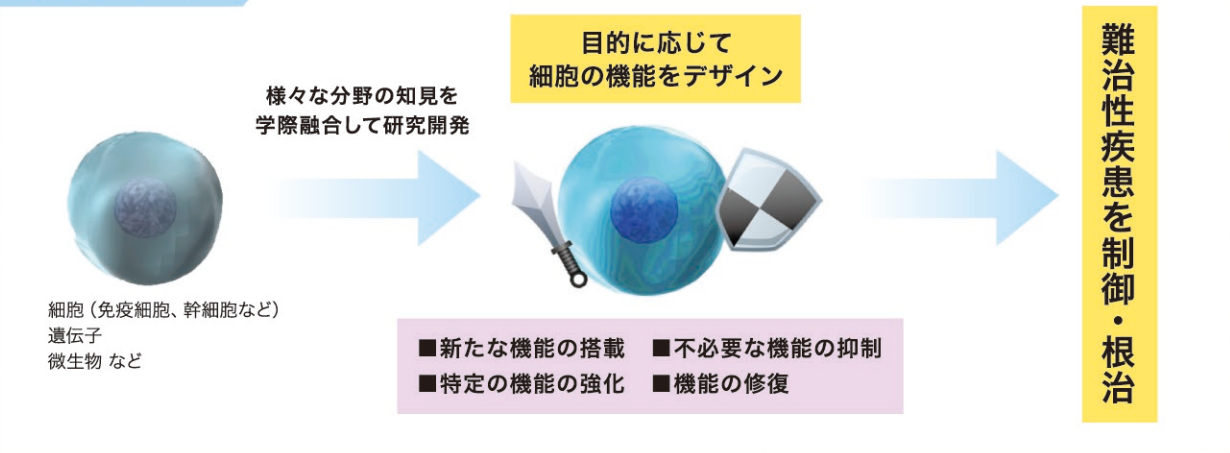 様々な分野の知見を
学際融合して研究開発
目的に応じて
細胞の機能をデザイン
細胞（免疫細胞、幹細胞など）
遺伝子
微生物 など
■新たな機能の搭載 ■不必要な機能の抑制
■特定の機能の強化 ■機能の修復
難治性疾患を制御・根治